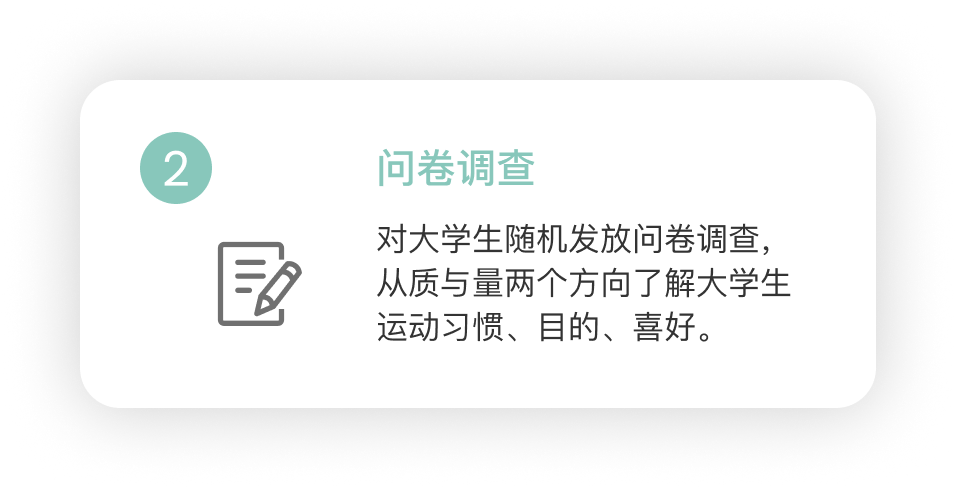 2
问卷调查
对大学生随机发放问卷调查，
从质与量两个方向了解大学生
运动习惯、目的、喜好。